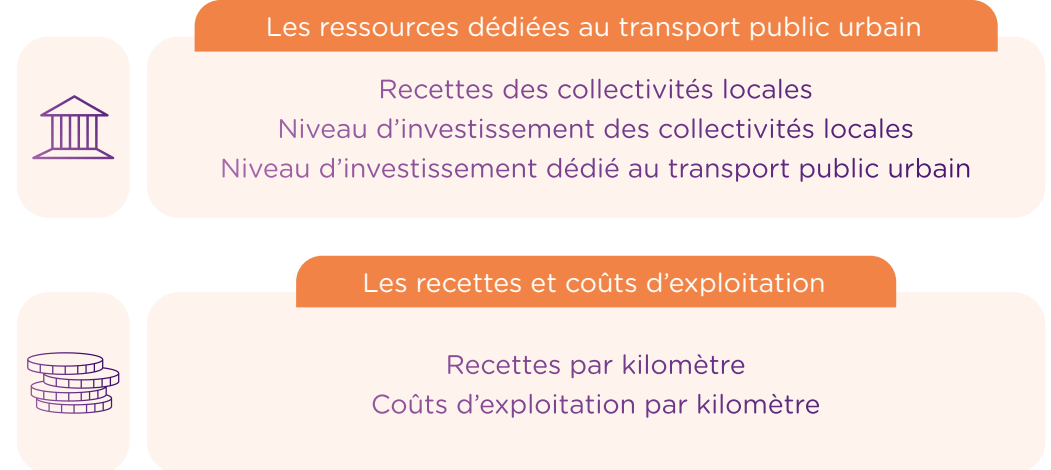 Les ressources dédiées au transport public urbain
Recettes des collectivités locales
Niveau d’investissement des collectivités locales
Niveau d’investissement dédié au transport public urbain
Les recettes et coûts d’exploitation
Recettes par kilomètre
Coûts d’exploitation par kilomètre